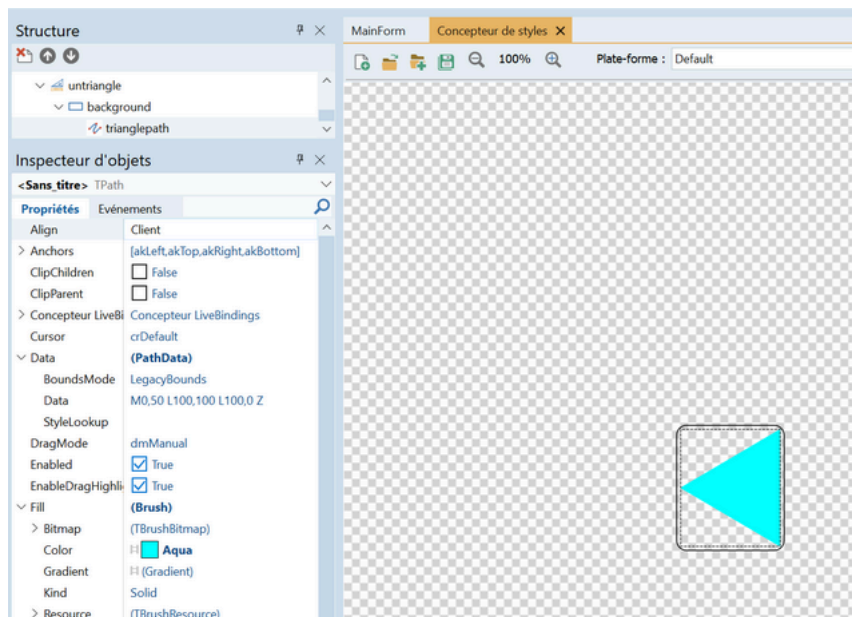 Structure
untriangle
background
trianglepath
Inspecteur d'objets
<Sans_titre> TPath
Propriétés Evénements
Align Client
Anchors [akLeft,akTop,akRight,akBottom]
ClipChildren False
ClipParent False
Concepteur LiveBi Concepteur LiveBindings
Cursor crDefault
Data (PathData)
BoundsMode LegacyBounds
Data M0,50 L100,100 L100,0 Z
StyleLookup
DragMode dmManual
Enabled True
EnableDragHighli True
Fill (Brush)
Bitmap (TBrushBitmap)
Color Aqua
Gradient (Gradient)
Kind Solid
Resource (TBrushResource)
MainForm Concepteur de styles
100% Plate-forme : Default